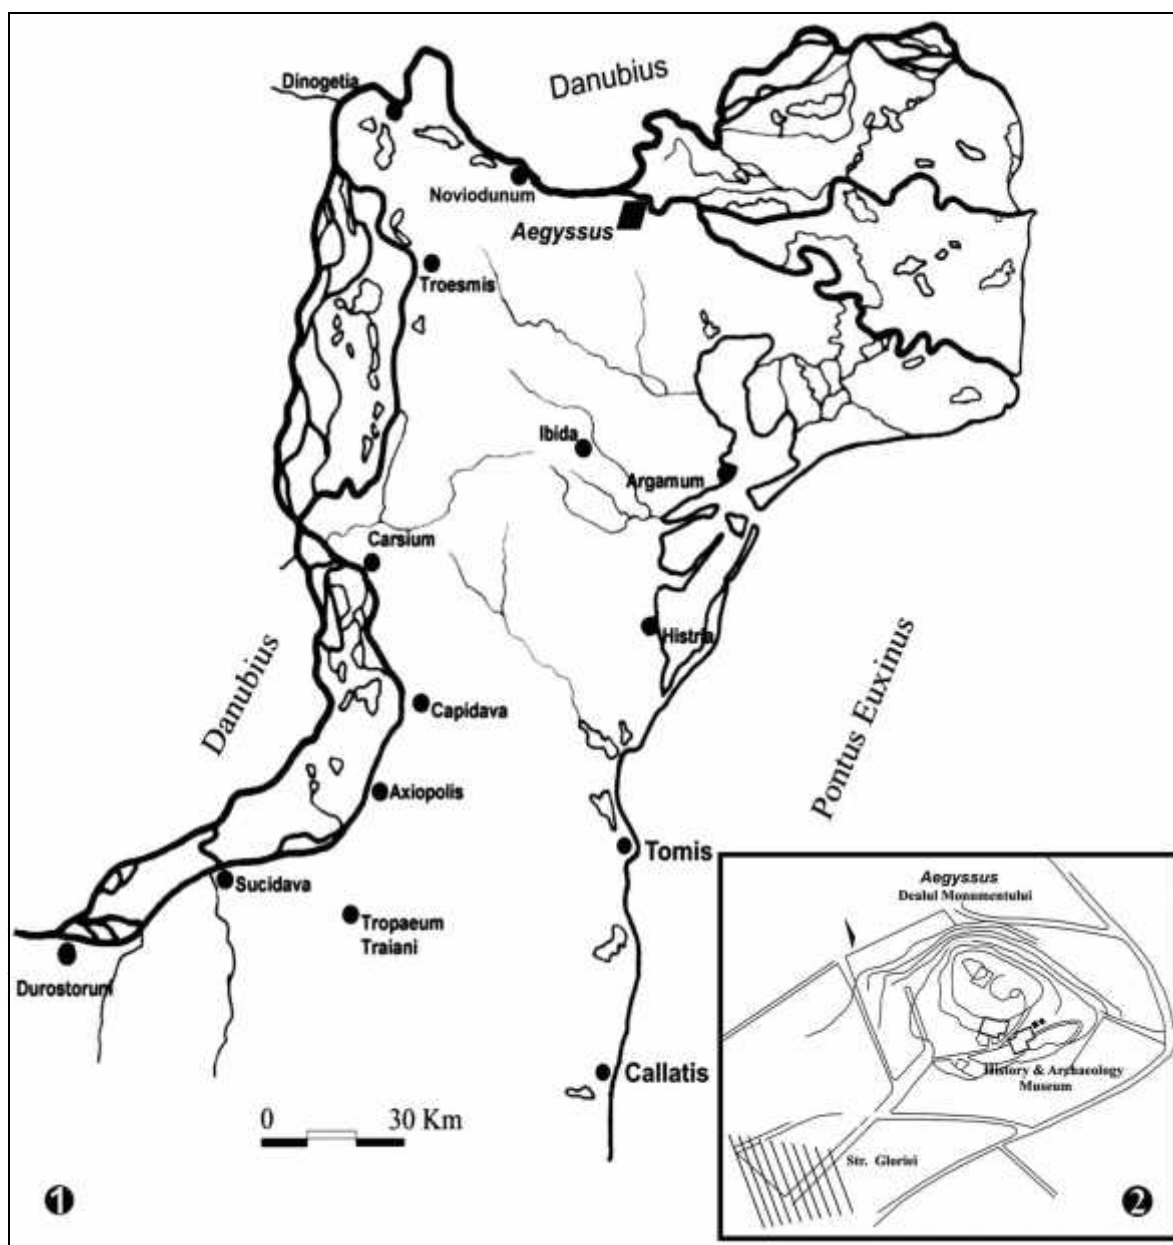 Danubius
Dinogetia
Noviodunum
Aegyssus
Troesmis
Ibida
Argamum
Carsium
Histria
Danubius
Capidava
Pontus Euxinus
Axiopolis
Tomis
Sucidava
Tropaeum
Traiani
Durostorum
Callatis
0 30 Km
1
Aegyssus
Dealul Monumentului
History & Archaeology
Museum
Str. Gloriei
2